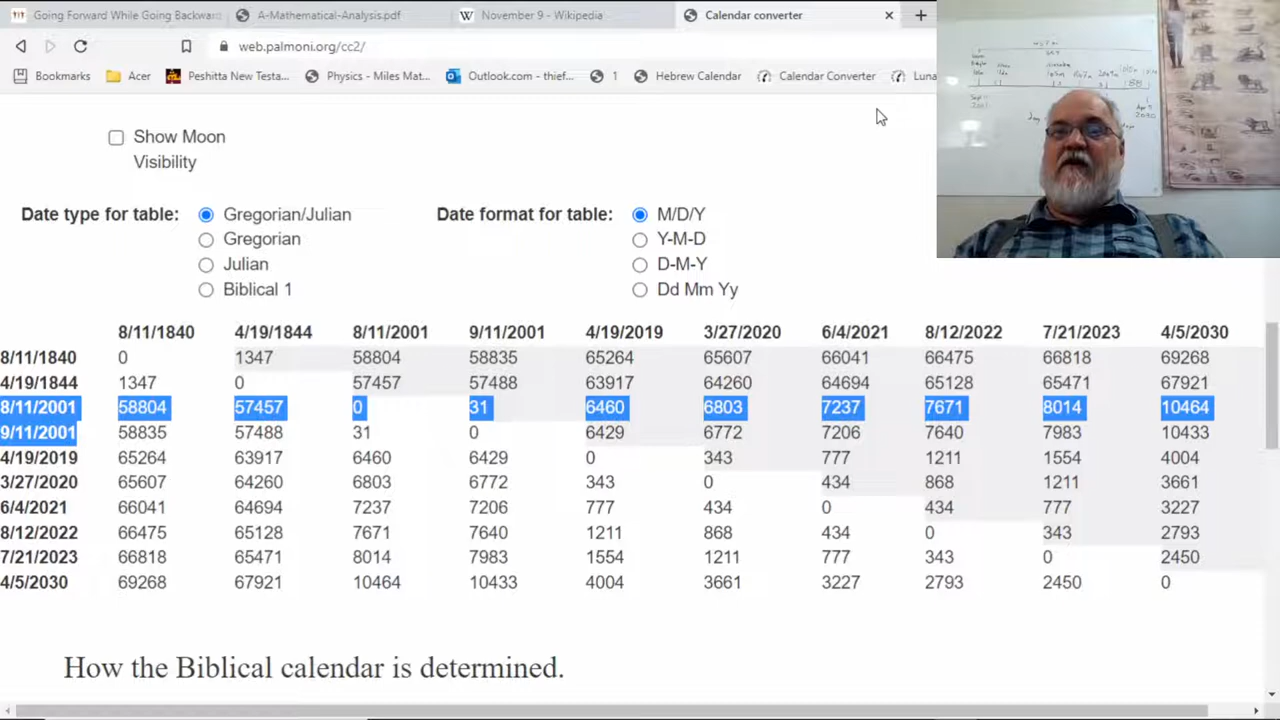 Going Forward While Going Backwar
A-Mathematical-Analysis.pdf
W November 9 - Wikipedia
Calendar converter
web.palmoni.org/cc2/
Bookmarks Acer Peshitta New Testa... Physics - Miles Mat... Outlook.com - thief... 1 Hebrew Calendar Calendar Converter Luna
Show Moon
Visibility
Date type for table: Gregorian/Julian Date format for table: M/D/Y
Gregorian Y-M-D
Julian D-M-Y
Biblical 1 Dd Mm Yy
8/11/1840 4/19/1844 8/11/2001 9/11/2001 4/19/2019 3/27/2020 6/4/2021 8/12/2022 7/21/2023 4/5/2030
8/11/1840 0 1347 58804 58835 65264 65607 66041 66475 66818 69268
4/19/1844 1347 0 57457 57488 63917 64260 64694 65128 65471 67921
8/11/2001 58804 57457 0 31 6460 6803 7237 7671 8014 10464
9/11/2001 58835 57488 31 0 6429 6772 7206 7640 7983 10433
4/19/2019 65264 63917 6460 6429 0 343 777 1211 1554 4004
3/27/2020 65607 64260 6803 6772 343 0 434 868 1211 3661
6/4/2021 66041 64694 7237 7206 777 434 0 434 777 3227
8/12/2022 66475 65128 7671 7640 1211 868 434 0 343 2793
7/21/2023 66818 65471 8014 7983 1554 1211 777 343 0 2450
4/5/2030 69268 67921 10464 10433 4004 3661 3227 2793 2450 0
How the Biblical calendar is determined.